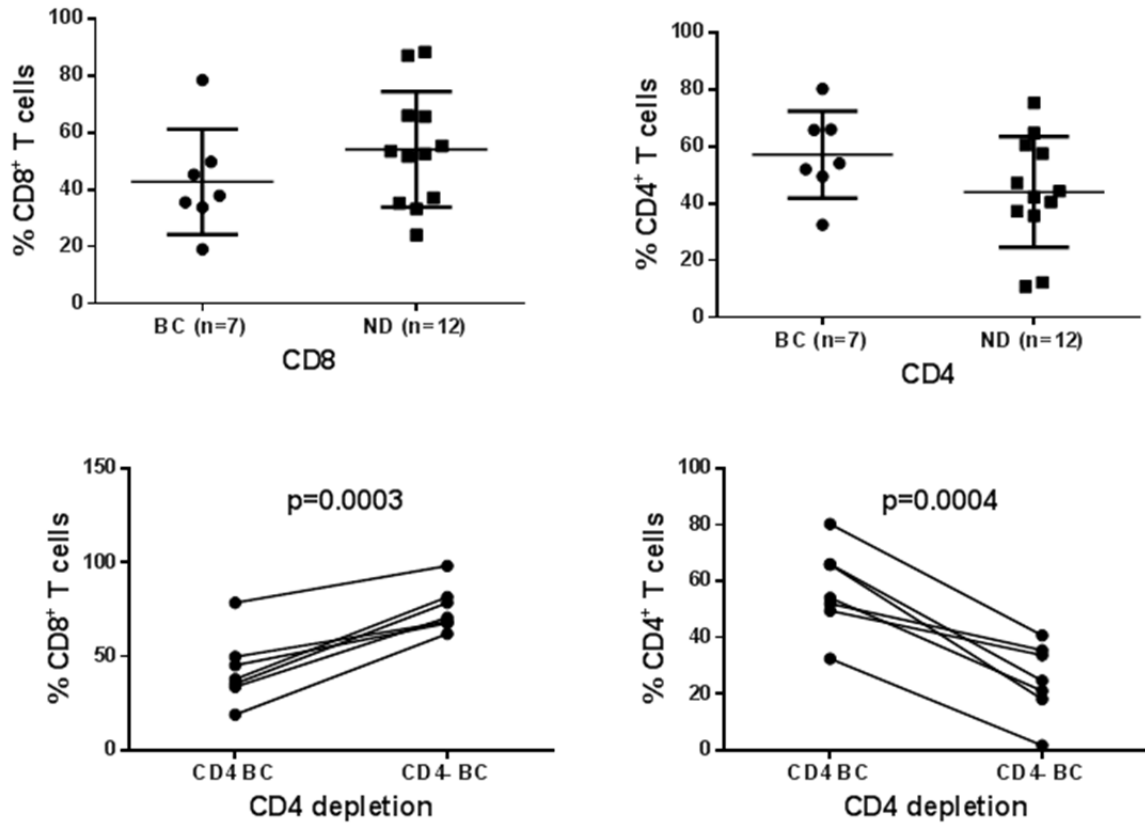 100
80
60
40
20
0
% CD8⁺ T cells
BC (n=7) ND (n=12)
CD8
100
80
60
40
20
0
% CD4⁺ T cells
BC (n=7) ND (n=12)
CD4
150
100
50
0
% CD8⁺ T cells
p=0.0003
CD4 BC CD4- BC
CD4 depletion
100
80
60
40
20
0
% CD4⁺ T cells
p=0.0004
CD4 BC CD4- BC
CD4 depletion